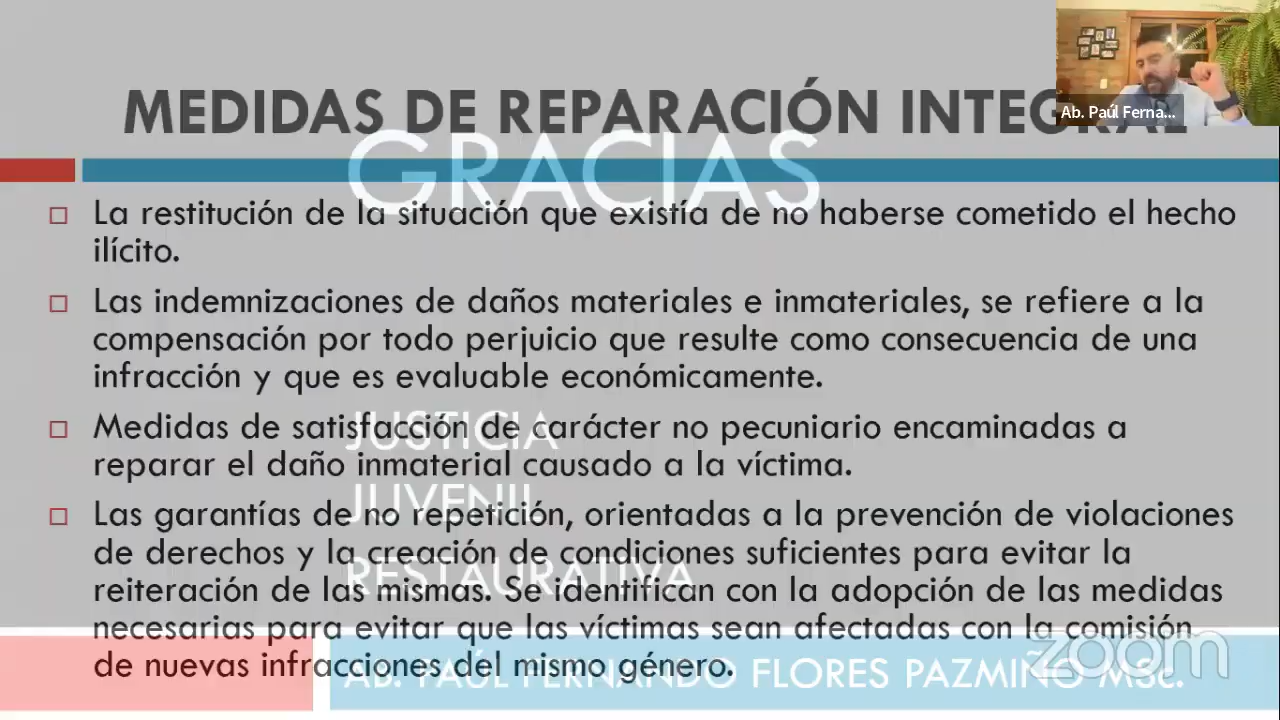 MEDIDAS DE REPARACIÓN INTEGRAL
Ab. Paúl Ferna...
GRACIAS
La restitución de la situación que existía de no haberse cometido el hecho
ilícito.
Las indemnizaciones de daños materiales e inmateriales, se refiere a la
compensación por todo perjuicio que resulte como consecuencia de una
infracción y que es evaluable económicamente.
Medidas de satisfacción de carácter no pecuniario encaminadas a
reparar el daño inmaterial causado a la víctima.
Las garantías de no repetición, orientadas a la prevención de violaciones
de derechos y la creación de condiciones suficientes para evitar la
reiteración de las mismas. Se identifican con la adopción de las medidas
necesarias para evitar que las víctimas sean afectadas con la comisión
de nuevas infracciones del mismo género.
JUSTICIA
JUVENIL
RESTAURATIVA
AB. PAÚL FERNANDO FLORES PAZMIÑO MSc.
zoom